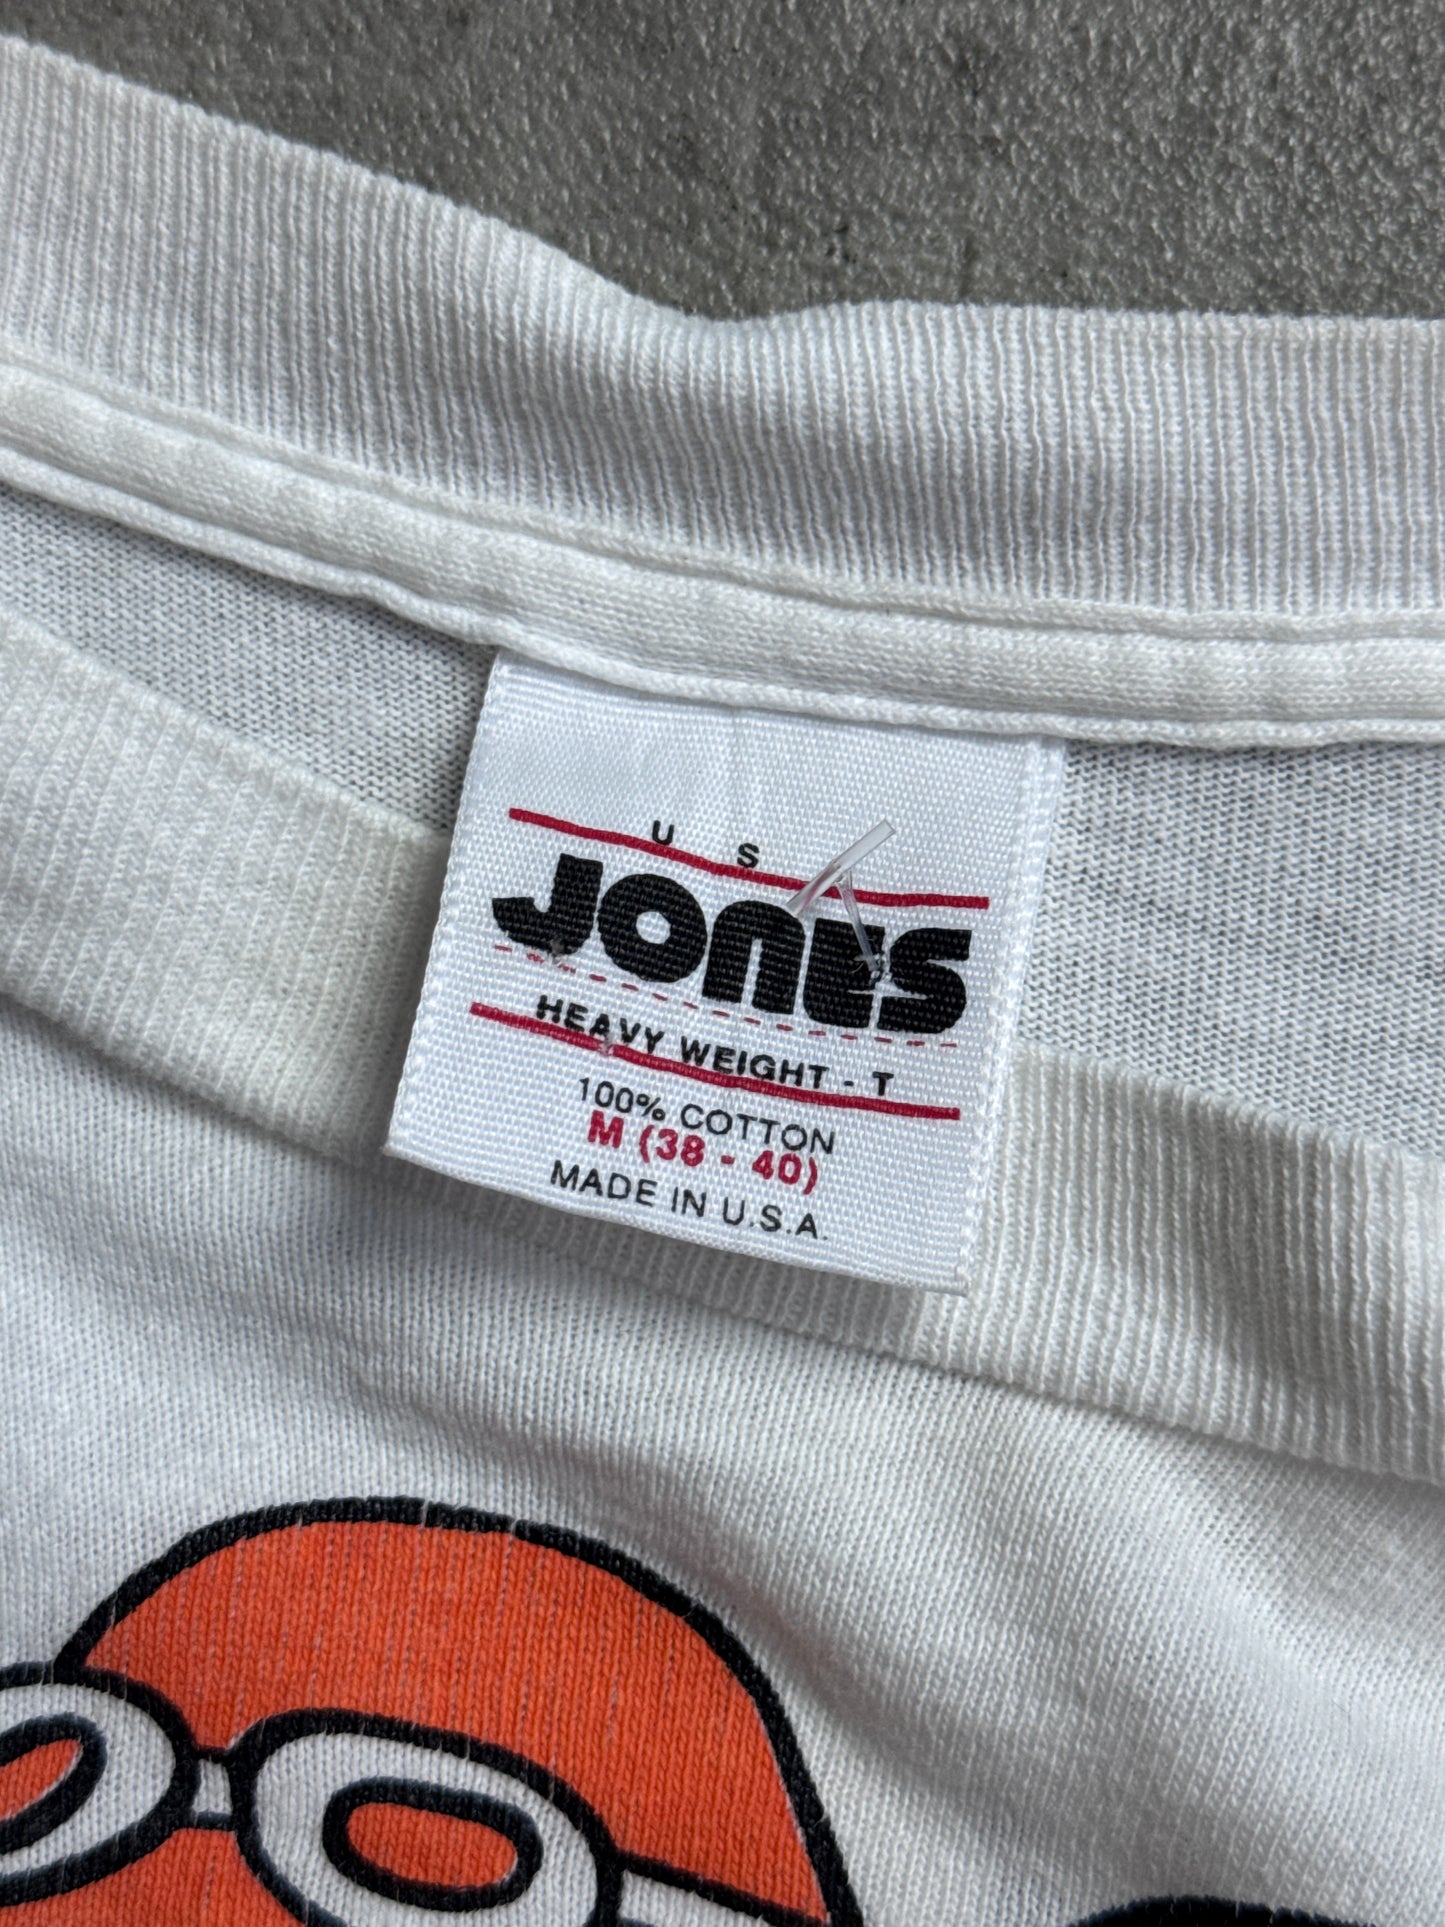 U S
JONES
HEAVY WEIGHT - T
100% COTTON
M (38 - 40)
MADE IN U.S.A.